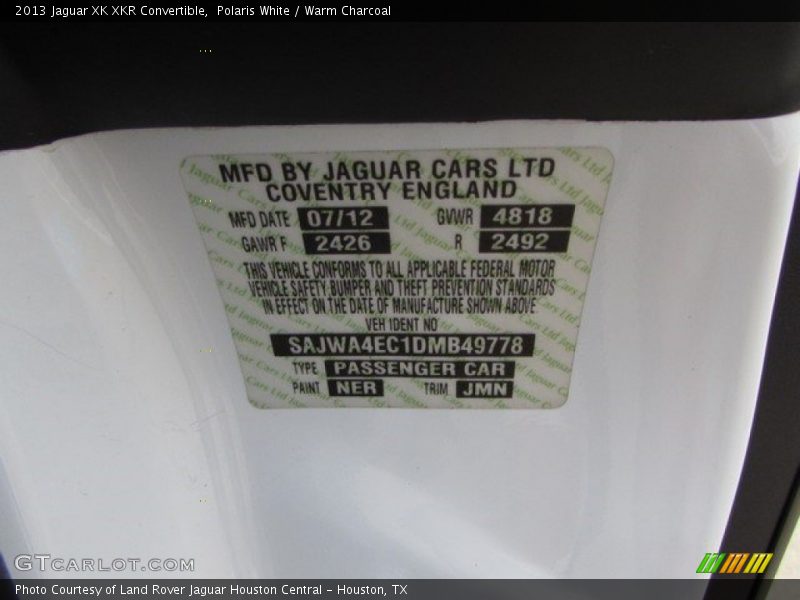 2013 Jaguar XK XKR Convertible, Polaris White / Warm Charcoal
MFD BY JAGUAR CARS LTD
COVENTRY ENGLAND
MFD DATE 07/12 GVWR 4818
GAWR F 2426 R 2492
THIS VEHICLE CONFORMS TO ALL APPLICABLE FEDERAL MOTOR
VEHICLE SAFETY BUMPER AND THEFT PREVENTION STANDARDS
IN EFFECT ON THE DATE OF MANUFACTURE SHOWN ABOVE
VEH IDENT NO
SAJWA4EC1DMB49778
TYPE PASSENGER CAR
PAINT NER TRIM JMN
GTCARLOT.COM
Photo Courtesy of Land Rover Jaguar Houston Central - Houston, TX